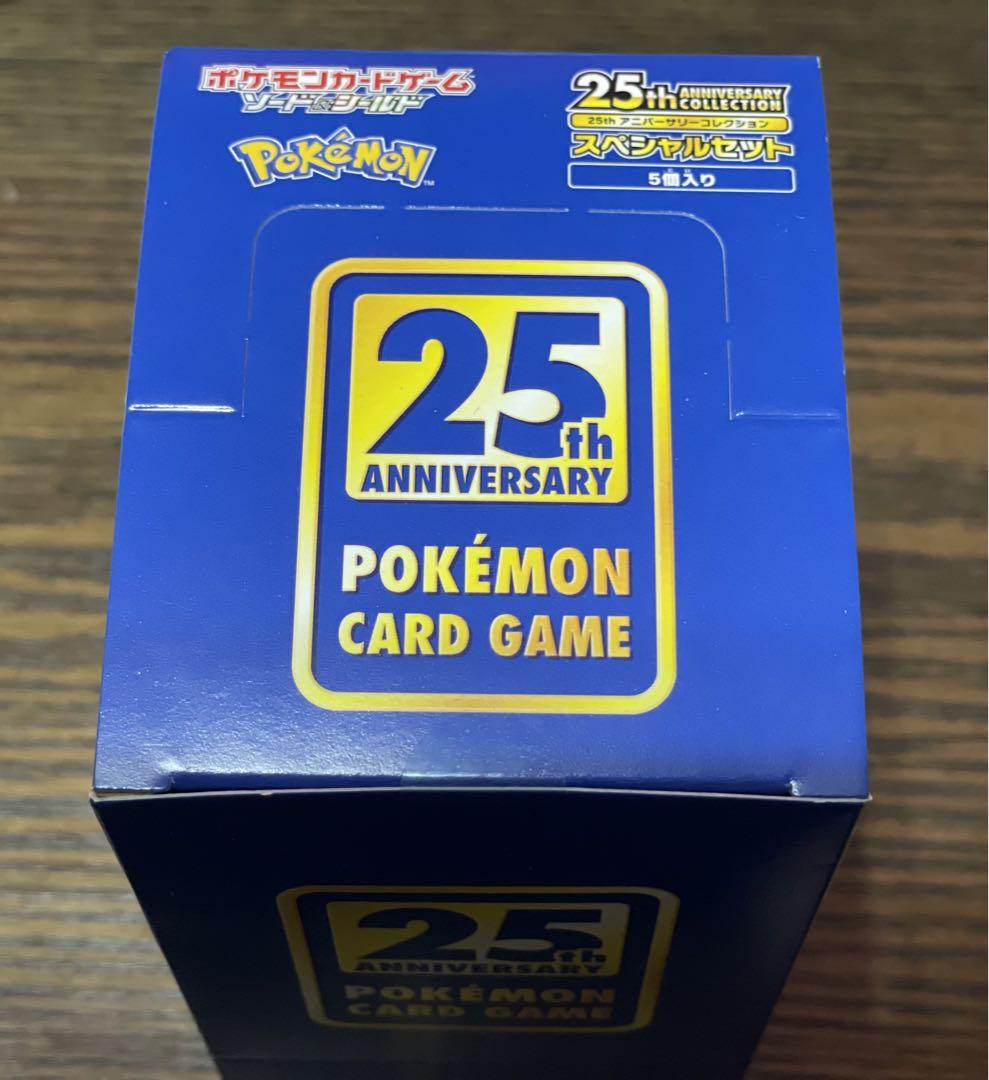 ポケモンカードゲーム
ソード&シールド
POKéMON
TM
25th ANNIVERSARY COLLECTION
25th アニバーサリーコレクション
スペシャルセット
5個入り
25th
ANNIVERSARY
POKÉMON
CARD GAME
25th
ANNIVERSARY
POKÉMON
CARD GAME